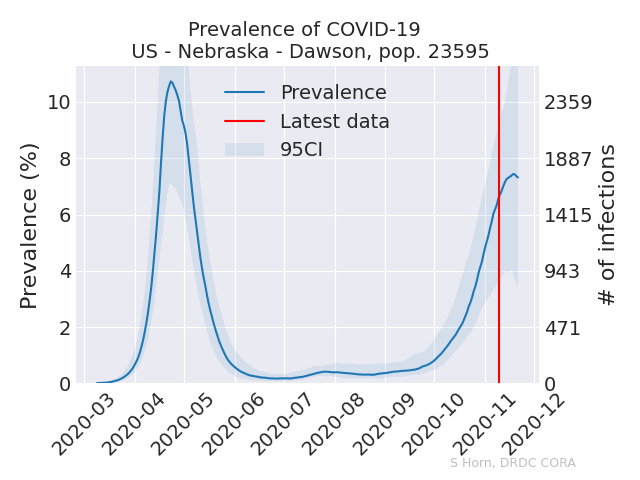 Prevalence of COVID-19
US - Nebraska - Dawson, pop. 23595
Prevalence
Latest data
95CI
Prevalence (%)
10
8
6
4
2
0
2359
1887
1415
943
471
0
# of infections
2020-03
2020-04
2020-05
2020-06
2020-07
2020-08
2020-09
2020-10
2020-11
2020-12
S Horn, DRDC CORA